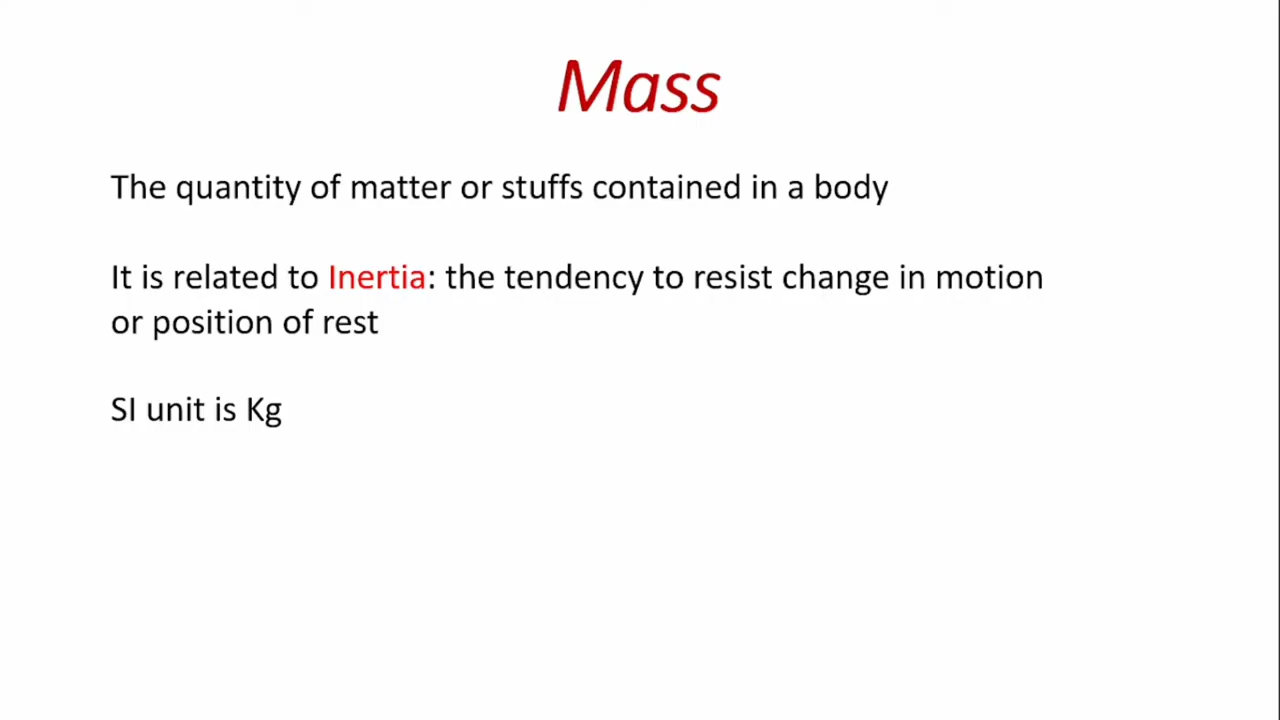 Mass
The quantity of matter or stuffs contained in a body
It is related to Inertia: the tendency to resist change in motion
or position of rest
SI unit is Kg